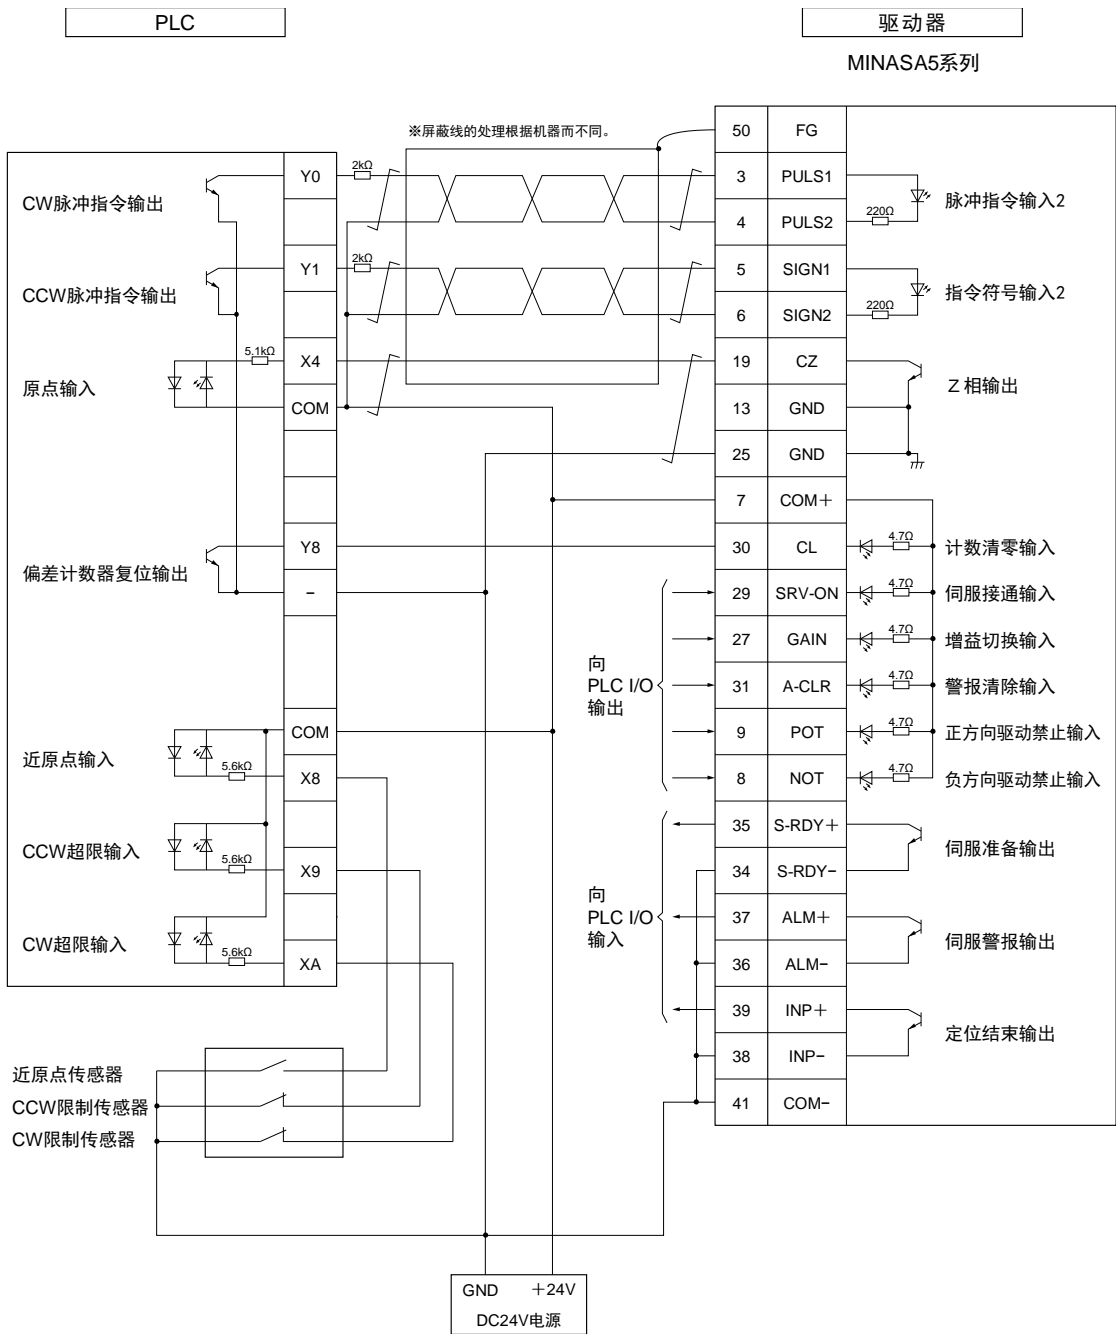 PLC
驱动器
MINASA5系列
※屏蔽线的处理根据机器而不同。
50 FG
Y0 2kΩ 3 PULS1
CW脉冲指令输出
脉冲指令输入2
4 PULS2 220Ω
Y1 2kΩ 5 SIGN1
CCW脉冲指令输出
指令符号输入2
6 SIGN2 220Ω
5.1kΩ X4 19 CZ
原点输入
Z 相输出
COM 13 GND
25 GND
7 COM+
Y8 30 CL 4.7Ω 计数清零输入
偏差计数器复位输出
− 29 SRV-ON 4.7Ω 伺服接通输入
27 GAIN 4.7Ω 增益切换输入
向
PLC I/O
输出
31 A-CLR 4.7Ω 警报清除输入
COM 9 POT 4.7Ω 正方向驱动禁止输入
近原点输入
5.6kΩ X8 8 NOT 4.7Ω 负方向驱动禁止输入
35 S-RDY+
CCW超限输入
伺服准备输出
5.6kΩ X9 34 S-RDY−
向
PLC I/O
输入
37 ALM+
CW超限输入
伺服警报输出
5.6kΩ XA 36 ALM−
39 INP+
定位结束输出
38 INP−
41 COM−
近原点传感器
CCW限制传感器
CW限制传感器
GND +24V
DC24V电源